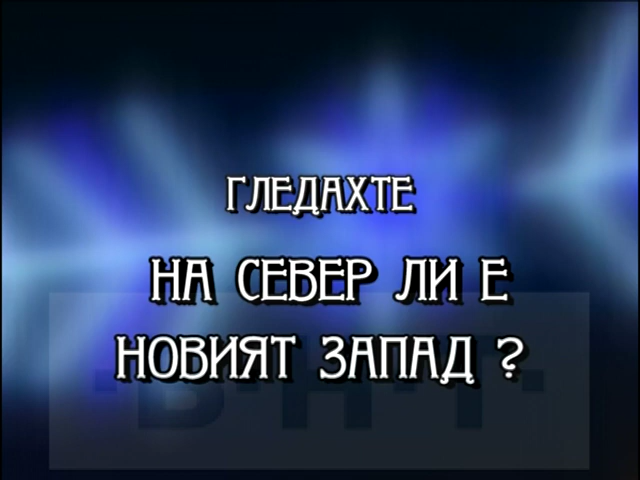 ГЛЕДАХТЕ
НА СЕВЕР ЛИ Е
НОВИЯТ ЗАПАД ?
·Б·Н·Т·